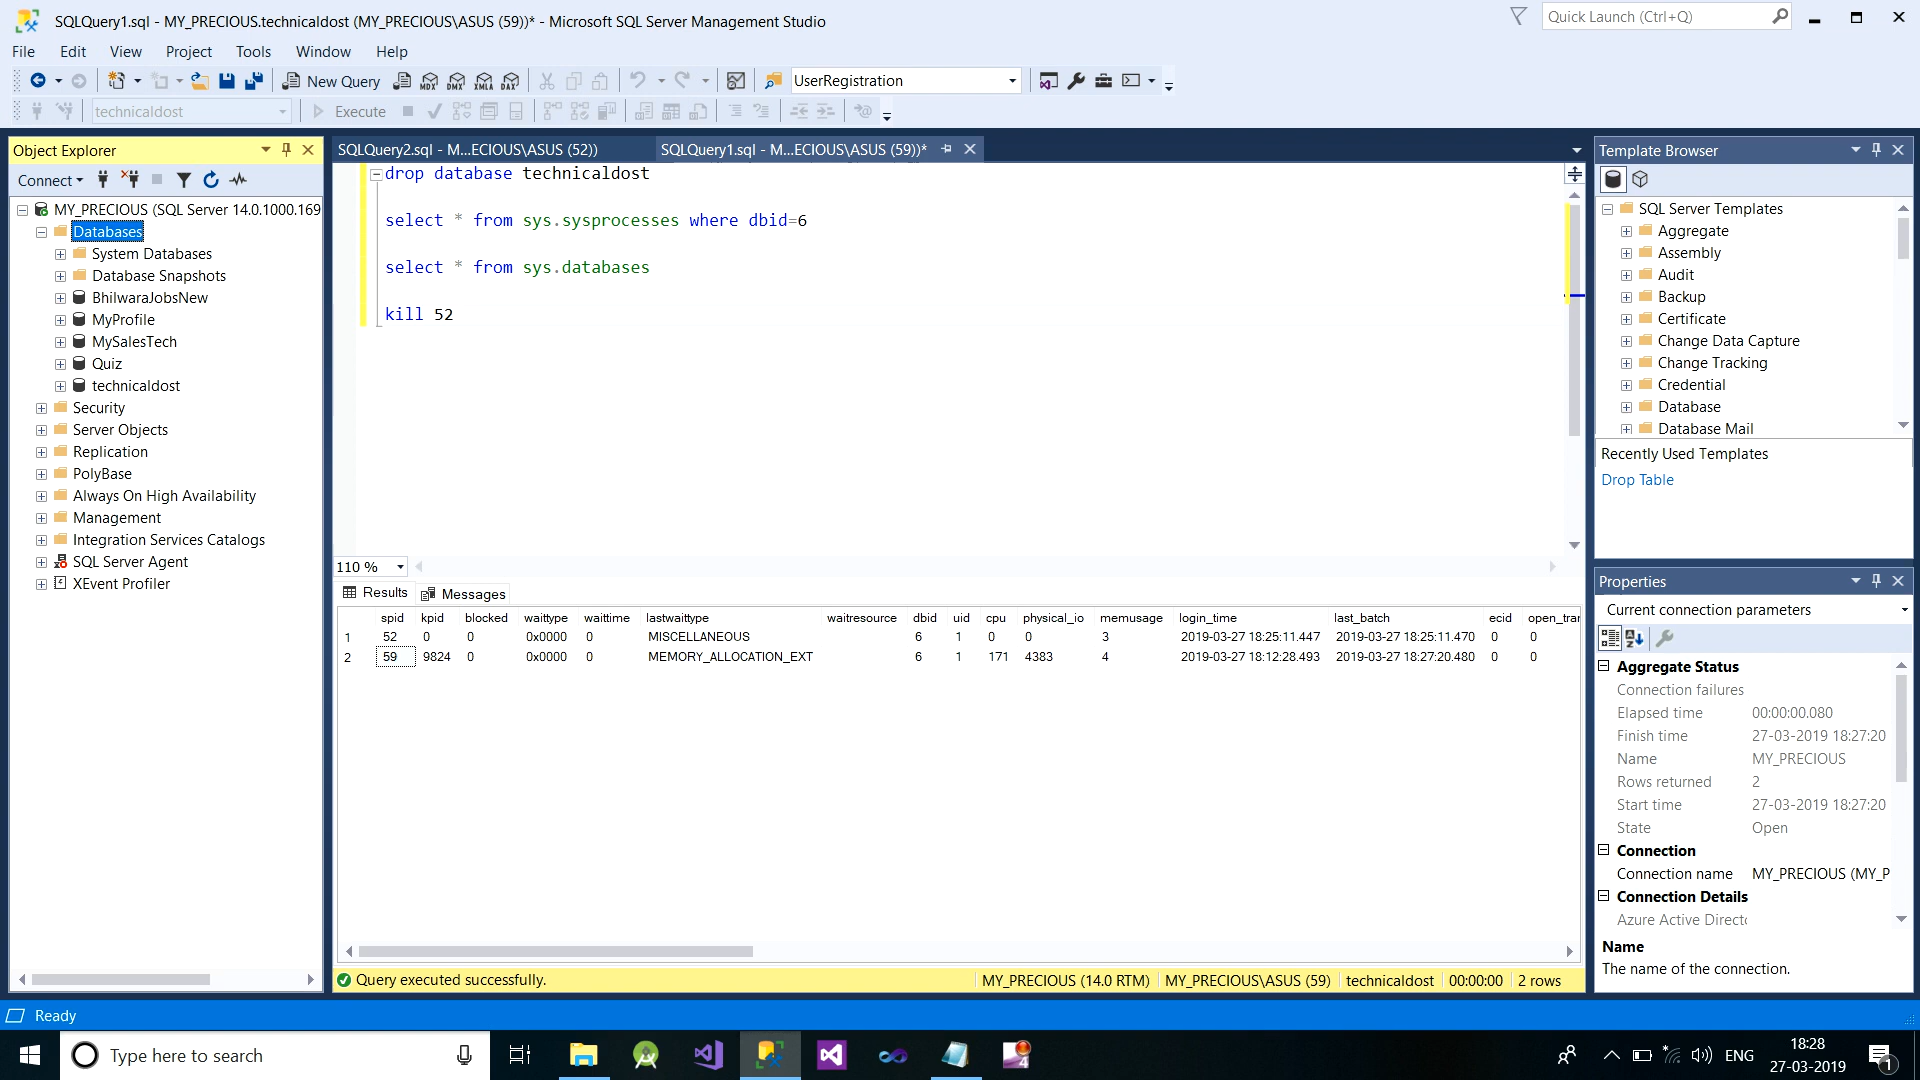 SQLQuery1.sql - MY_PRECIOUS.technicaldost (MY_PRECIOUS\ASUS (59))* - Microsoft SQL Server Management Studio
Quick Launch (Ctrl+Q)
File Edit View Project Tools Window Help
New Query
MDX DMX XMLA DAX
UserRegistration
technicaldost
Execute
Object Explorer
Connect
MY_PRECIOUS (SQL Server 14.0.1000.169
Databases
System Databases
Database Snapshots
BhilwaraJobsNew
MyProfile
MySalesTech
Quiz
technicaldost
Security
Server Objects
Replication
PolyBase
Always On High Availability
Management
Integration Services Catalogs
SQL Server Agent
XEvent Profiler
SQLQuery2.sql - M...ECIOUS\ASUS (52))
SQLQuery1.sql - M...ECIOUS\ASUS (59))*
drop database technicaldost
select * from sys.sysprocesses where dbid=6
select * from sys.databases
kill 52
110 %
Results Messages
spid kpid blocked waittype waittime lastwaittype waitresource dbid uid cpu physical_io memusage login_time last_batch ecid open_tran
1 52 0 0 0x0000 0 MISCELLANEOUS 6 1 0 0 3 2019-03-27 18:25:11.447 2019-03-27 18:25:11.470 0 0
2 59 9824 0 0x0000 0 MEMORY_ALLOCATION_EXT 6 1 171 4383 4 2019-03-27 18:12:28.493 2019-03-27 18:27:20.480 0 0
Query executed successfully.
MY_PRECIOUS (14.0 RTM) MY_PRECIOUS\ASUS (59) technicaldost 00:00:00 2 rows
Template Browser
SQL Server Templates
Aggregate
Assembly
Audit
Backup
Certificate
Change Data Capture
Change Tracking
Credential
Database
Database Mail
Recently Used Templates
Drop Table
Properties
Current connection parameters
Aggregate Status
Connection failures
Elapsed time 00:00:00.080
Finish time 27-03-2019 18:27:20
Name MY_PRECIOUS
Rows returned 2
Start time 27-03-2019 18:27:20
State Open
Connection
Connection name MY_PRECIOUS (MY_P
Connection Details
Azure Active Directo
Name
The name of the connection.
Ready
Type here to search
ENG
18:28
27-03-2019
1